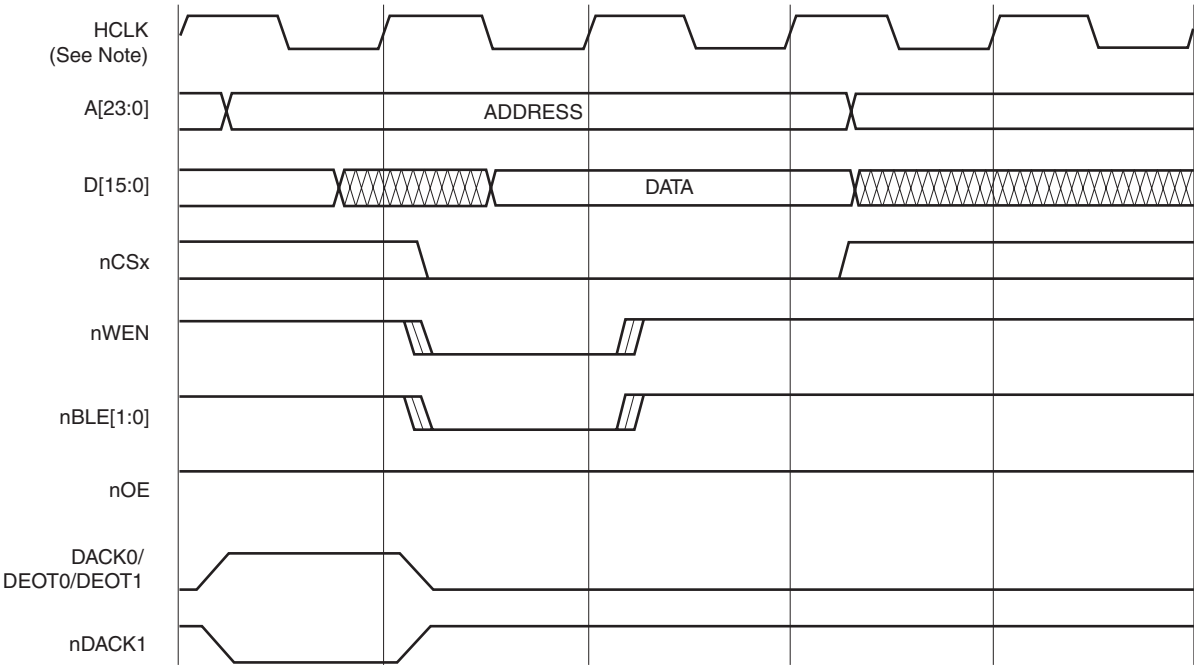 HCLK
(See Note)
A[23:0]
ADDRESS
D[15:0]
DATA
nCSx
nWEN
nBLE[1:0]
nOE
DACK0/
DEOT0/DEOT1
nDACK1